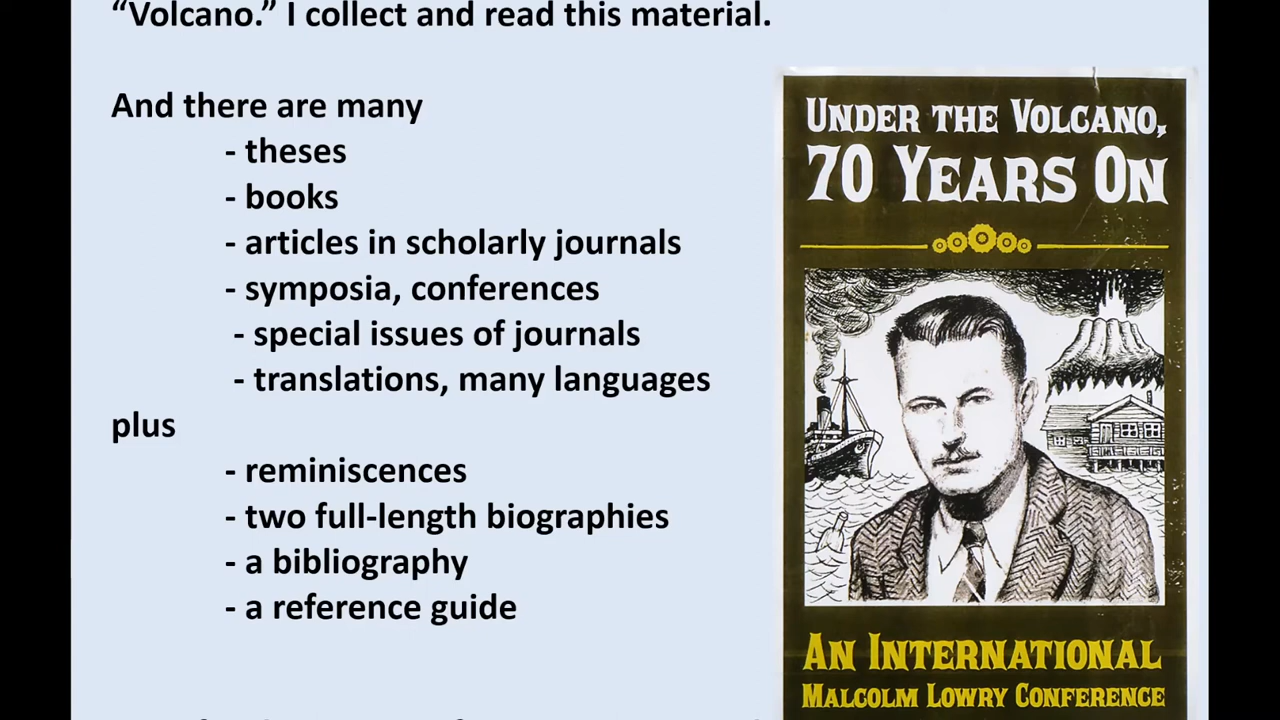 “Volcano.” I collect and read this material.
And there are many
- theses
- books
- articles in scholarly journals
- symposia, conferences
- special issues of journals
- translations, many languages
plus
- reminiscences
- two full-length biographies
- a bibliography
- a reference guide
UNDER THE VOLCANO,
70 YEARS ON
AN INTERNATIONAL
MALCOLM LOWRY CONFERENCE